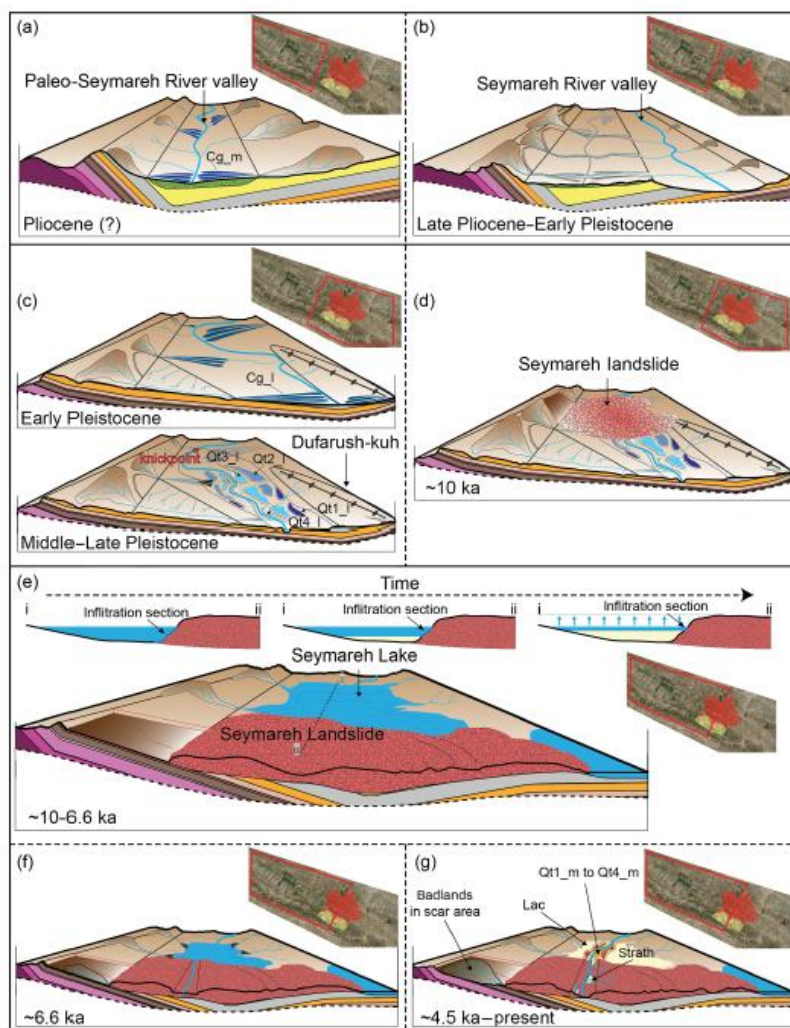 (a)
Paleo-Seymareh River valley
Cg_m
Pliocene (?)
(b)
Seymareh River valley
Late Pliocene–Early Pleistocene
(c)
Cg_l
Early Pleistocene
knickpoint
Qt3_l
Qt2_l
Dufarush-kuh
Qt1_l
Qt4_l
Middle–Late Pleistocene
(d)
Seymareh landslide
~10 ka
(e)
Time
i
Inflitration section
ii
i
Inflitration section
ii
i
Inflitration section
ii
Seymareh Lake
Seymareh Landslide
~10-6.6 ka
(f)
~6.6 ka
(g)
Qt1_m to Qt4_m
Badlands
in scar area
Lac
Strath
~4.5 ka–present